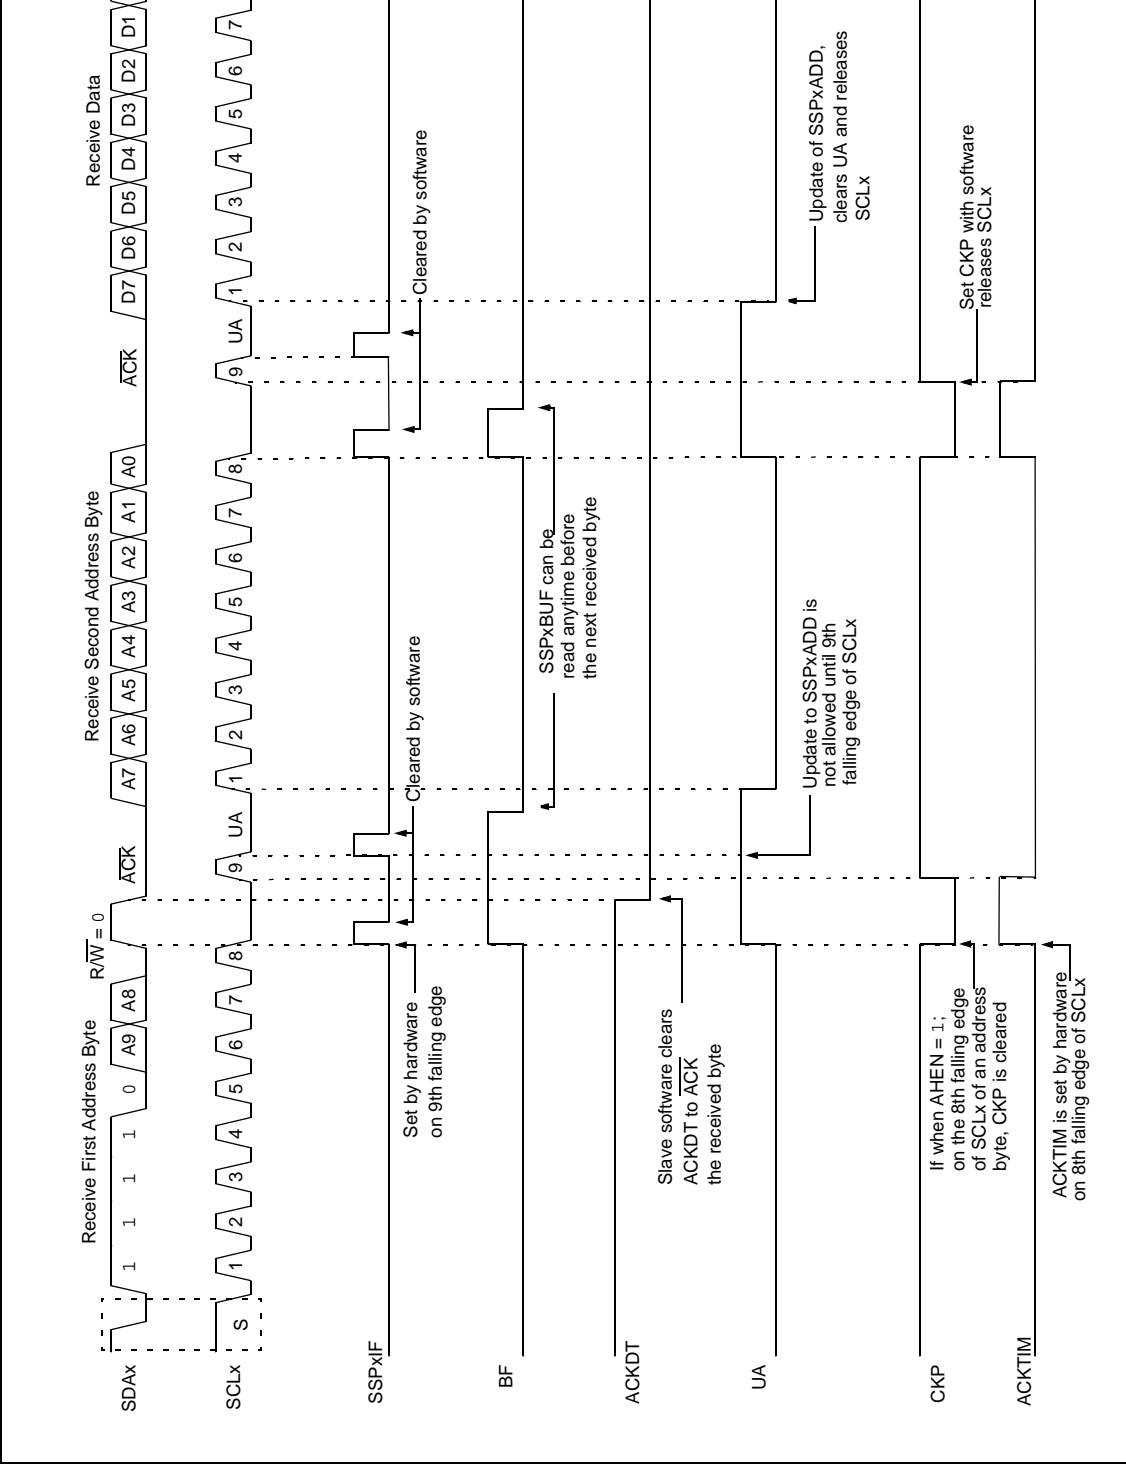 Receive First Address Byte
Receive Second Address Byte
Receive Data
R/W = 0
ACK
ACK
SDAx
1 1 1 1 0 A9 A8
A7 A6 A5 A4 A3 A2 A1 A0
D7 D6 D5 D4 D3 D2 D1
SCLx
S
1 2 3 4 5 6 7 8 9 UA
1 2 3 4 5 6 7 8 9 UA
1 2 3 4 5 6 7
SSPxIF
Set by hardware
on 9th falling edge
Cleared by software
Cleared by software
BF
SSPxBUF can be
read anytime before
the next received byte
ACKDT
Slave software clears
ACKDT to ACK
the received byte
UA
Update to SSPxADD is
not allowed until 9th
falling edge of SCLx
Update of SSPxADD,
clears UA and releases
SCLx
CKP
If when AHEN = 1;
on the 8th falling edge
of SCLx of an address
byte, CKP is cleared
Set CKP with software
releases SCLx
ACKTIM
ACKTIM is set by hardware
on 8th falling edge of SCLx